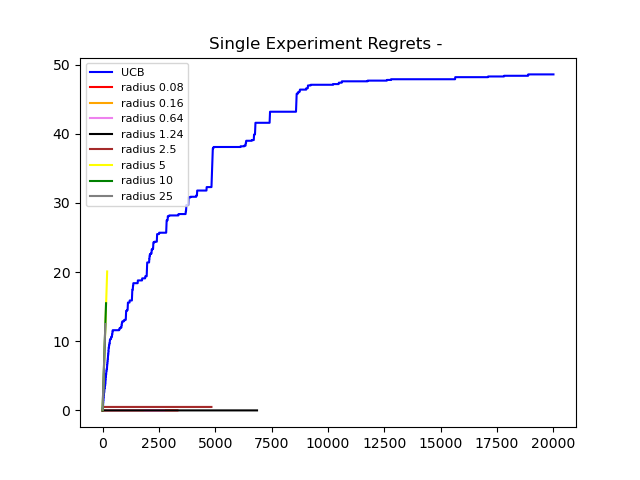 Single Experiment Regrets -
50
40
30
20
10
0
UCB
radius 0.08
radius 0.16
radius 0.64
radius 1.24
radius 2.5
radius 5
radius 10
radius 25
0 2500 5000 7500 10000 12500 15000 17500 20000